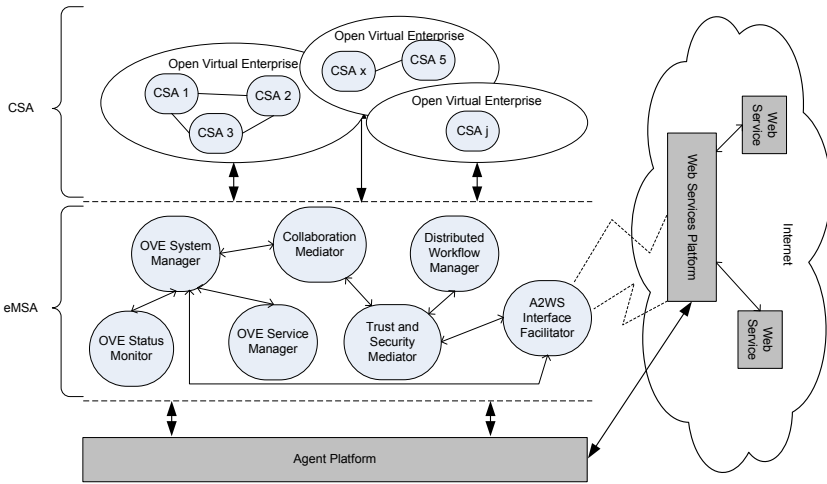 Open Virtual Enterprise
CSA x
CSA 5
Open Virtual Enterprise
CSA 1
CSA 2
CSA 3
Open Virtual Enterprise
CSA j
CSA
Web
Service
Web Services Platform
Internet
Web
Service
eMSA
OVE System
Manager
Collaboration
Mediator
Distributed
Workflow
Manager
A2WS
Interface
Facilitator
OVE Status
Monitor
OVE Service
Manager
Trust and
Security
Mediator
Agent Platform